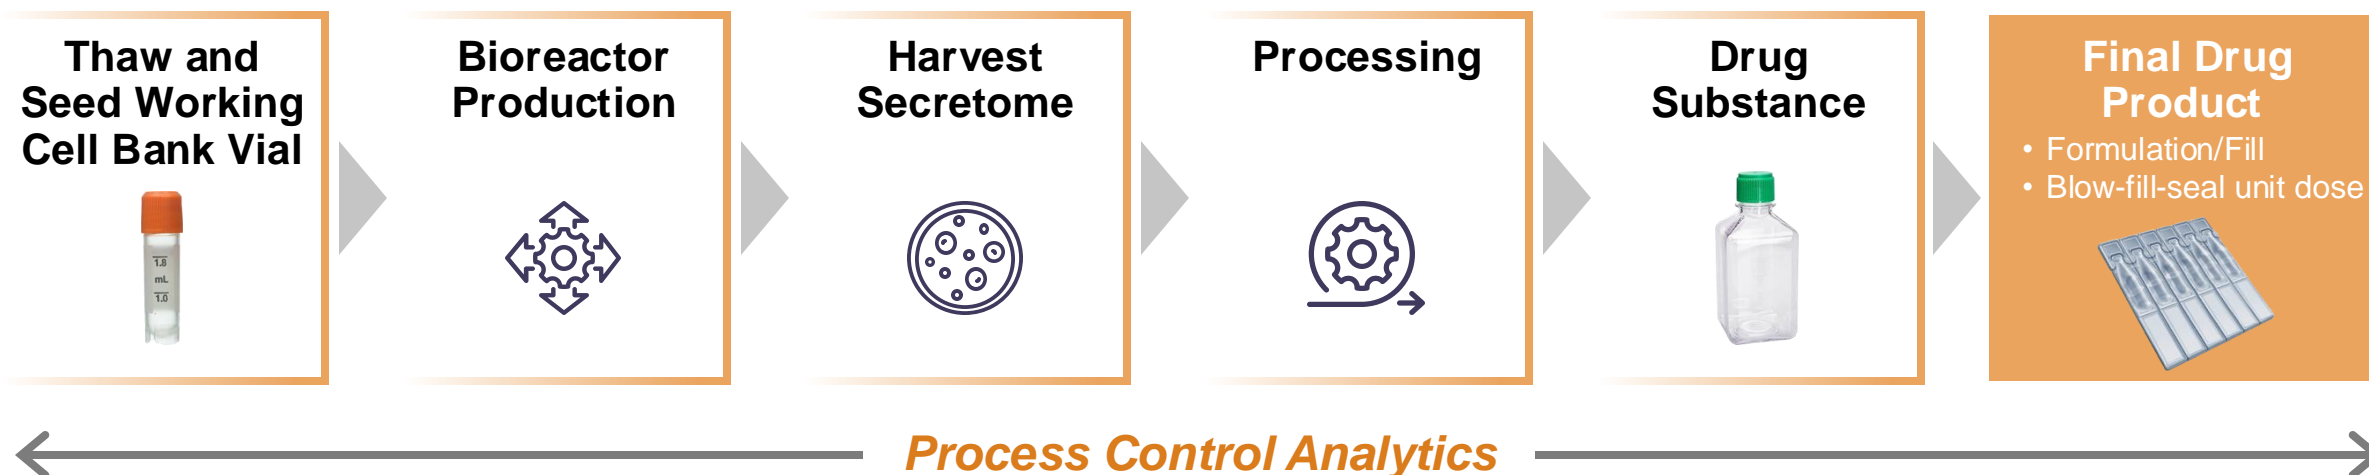 Thaw and
Seed Working
Cell Bank Vial
1.8
mL
1.0
Bioreactor
Production
Harvest
Secretome
Processing
Drug
Substance
Final Drug
Product
• Formulation/Fill
• Blow-fill-seal unit dose
Process Control Analytics